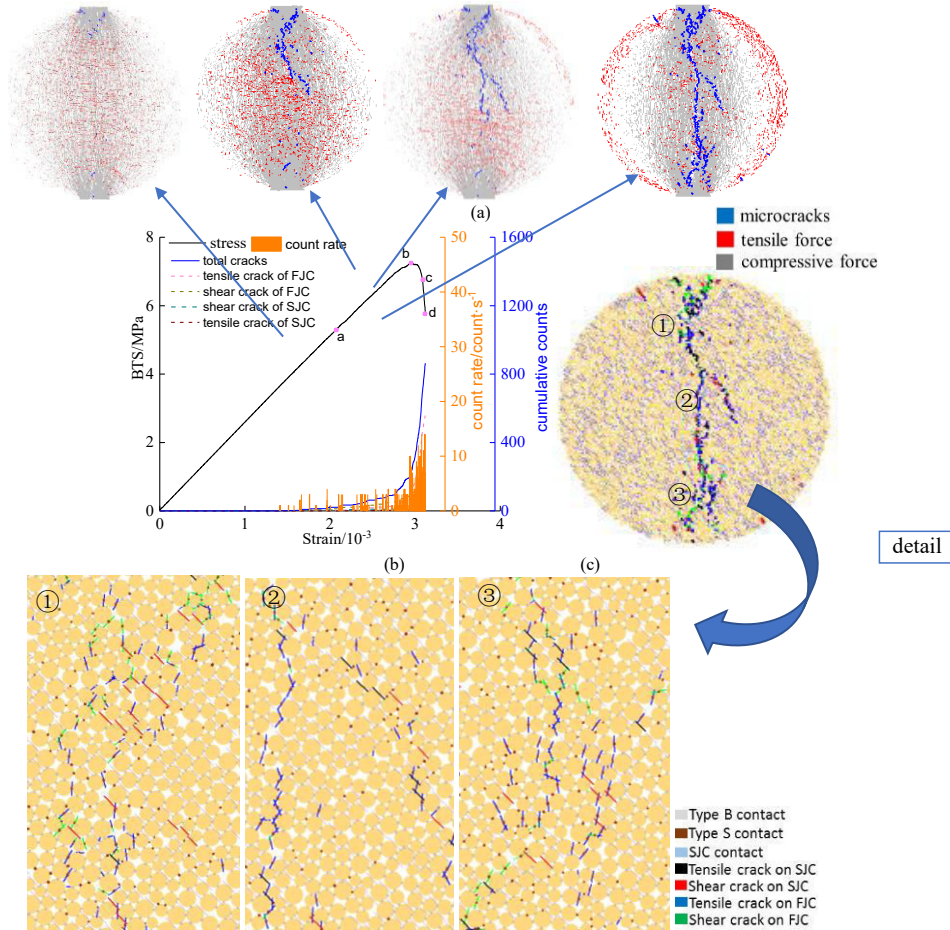 (a)
microcracks
tensile force
compressive force
8
6
4
2
0
BTS/MPa
stress
count rate
total cracks
tensile crack of FJC
shear crack of FJC
shear crack of SJC
tensile crack of SJC
a
b
c
d
50
40
30
20
10
0
count rate/count·s⁻¹
1600
1200
800
400
0
cumulative counts
0
1
2
3
4
Strain/10⁻³
①
②
③
(b)
(c)
detail
①
②
③
Type B contact
Type S contact
SJC contact
Tensile crack on SJC
Shear crack on SJC
Tensile crack on FJC
Shear crack on FJC